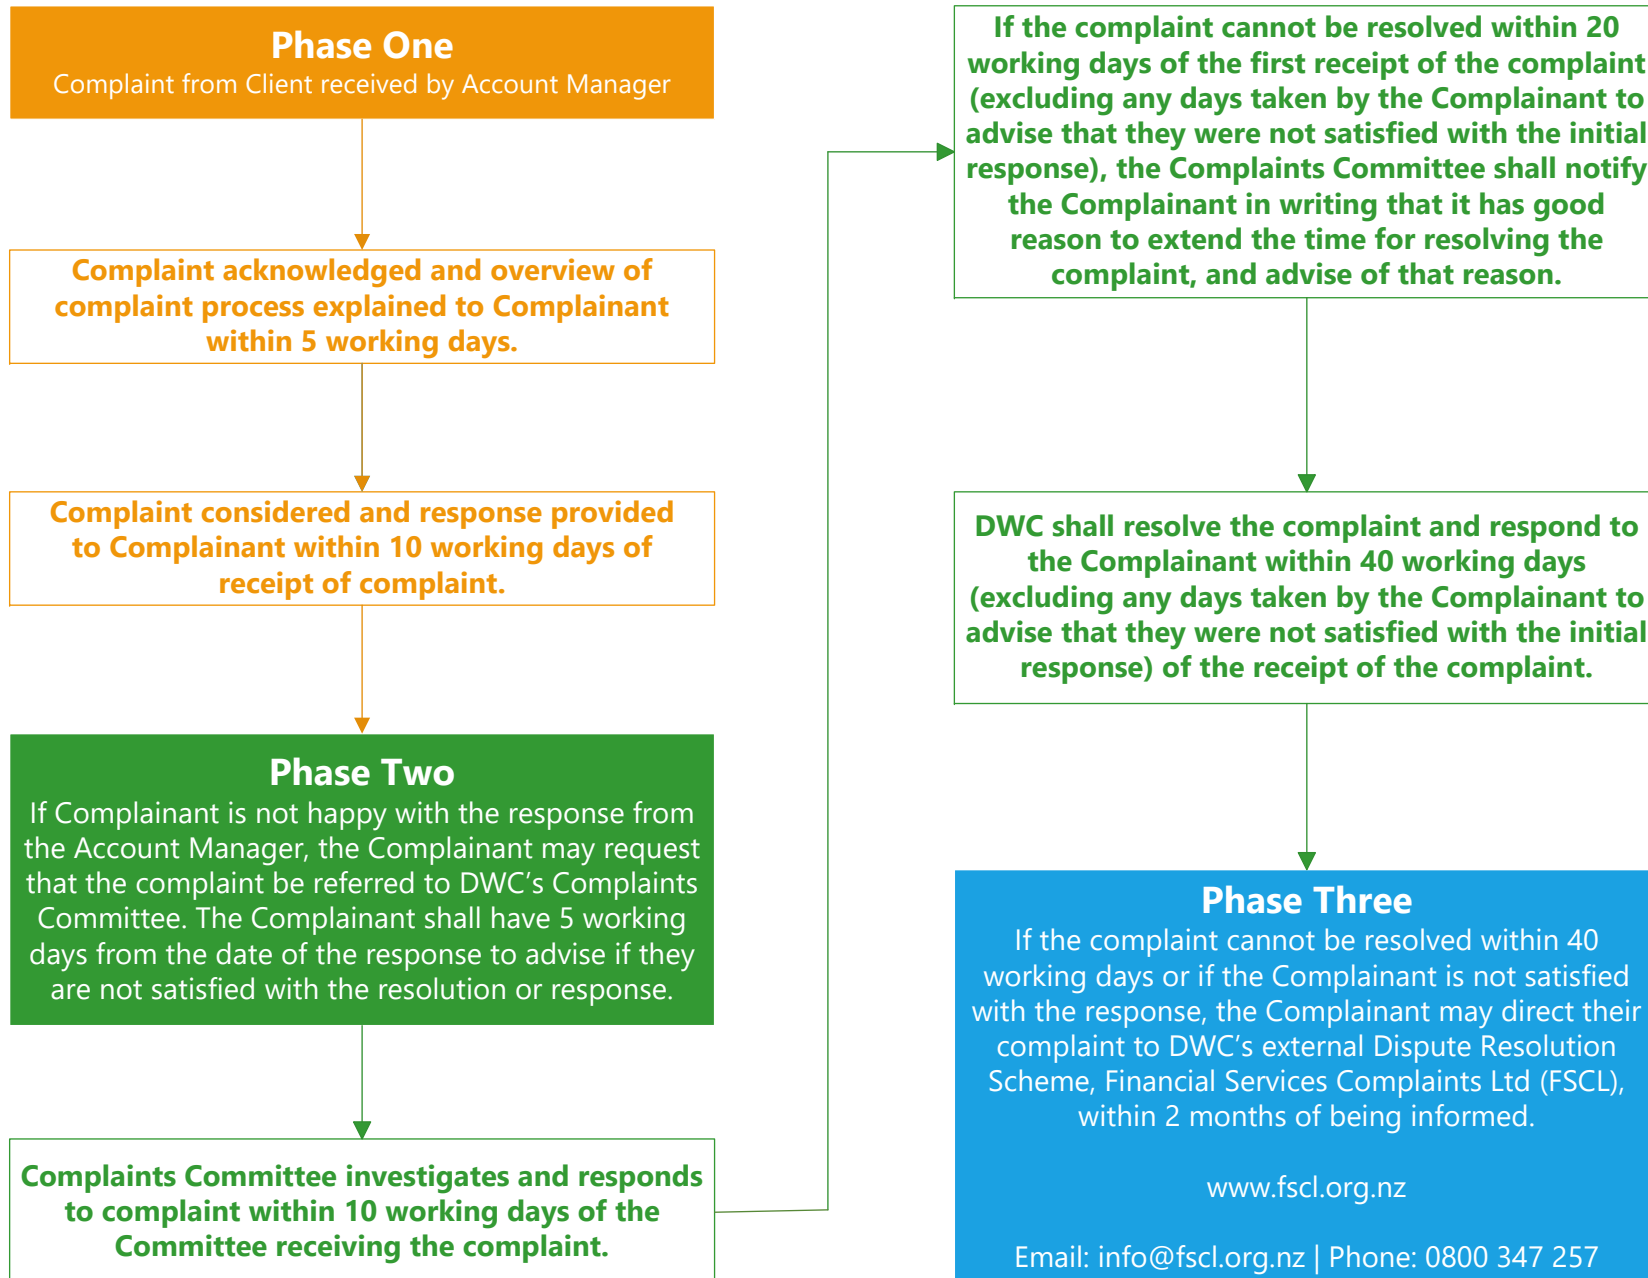 Phase One
Complaint from Client received by Account Manager
Complaint acknowledged and overview of
complaint process explained to Complainant
within 5 working days.
Complaint considered and response provided
to Complainant within 10 working days of
receipt of complaint.
Phase Two
If Complainant is not happy with the response from
the Account Manager, the Complainant may request
that the complaint be referred to DWC’s Complaints
Committee. The Complainant shall have 5 working
days from the date of the response to advise if they
are not satisfied with the resolution or response.
Complaints Committee investigates and responds
to complaint within 10 working days of the
Committee receiving the complaint.
If the complaint cannot be resolved within 20
working days of the first receipt of the complaint
(excluding any days taken by the Complainant to
advise that they were not satisfied with the initial
response), the Complaints Committee shall notify
the Complainant in writing that it has good
reason to extend the time for resolving the
complaint, and advise of that reason.
DWC shall resolve the complaint and respond to
the Complainant within 40 working days
(excluding any days taken by the Complainant to
advise that they were not satisfied with the initial
response) of the receipt of the complaint.
Phase Three
If the complaint cannot be resolved within 40
working days or if the Complainant is not satisfied
with the response, the Complainant may direct their
complaint to DWC’s external Dispute Resolution
Scheme, Financial Services Complaints Ltd (FSCL),
within 2 months of being informed.
www.fscl.org.nz
Email: info@fscl.org.nz | Phone: 0800 347 257